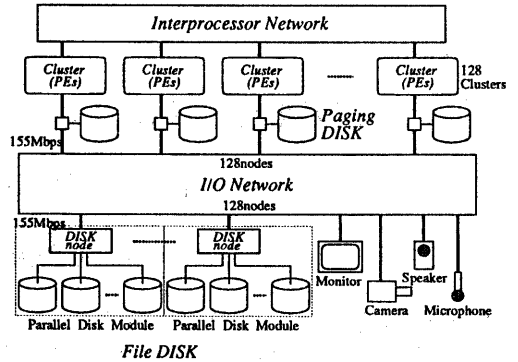 Interprocessor Network
Cluster
(PEs)
Cluster
(PEs)
Cluster
(PEs)
Cluster
(PEs)
128
Clusters
Paging
DISK
155Mbps
128nodes
I/O Network
128nodes
155Mbps
DISK
node
DISK
node
Monitor
Speaker
Camera
Microphone
Parallel Disk Module
Parallel Disk Module
File DISK